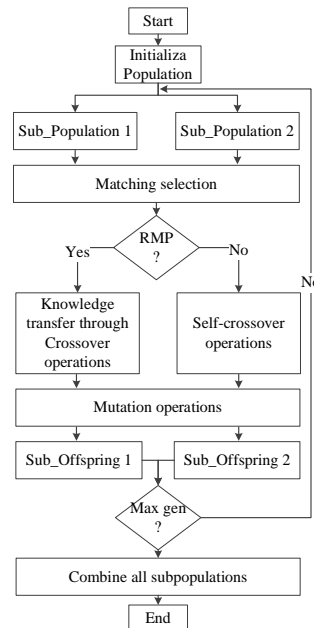 Start
Initializa
Population
Sub_Population 1
Sub_Population 2
Matching selection
RMP
?
Yes
No
Knowledge
transfer through
Crossover
operations
Self-crossover
operations
No
Mutation operations
Sub_Offspring 1
Sub_Offspring 2
Max gen
?
Combine all subpopulations
End